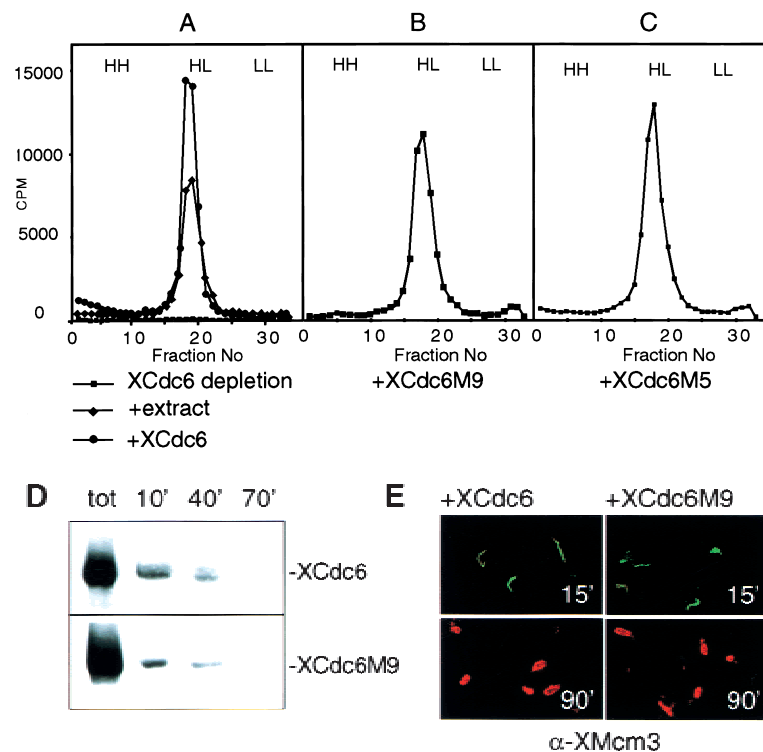 A B C
15000
10000
5000
0
CPM
HH HL LL
HH HL LL
HH HL LL
0 10 20 30
0 10 20 30
0 10 20 30
Fraction No
Fraction No
Fraction No
XCdc6 depletion
+extract
+XCdc6
+XCdc6M9
+XCdc6M5
D
tot 10' 40' 70'
-XCdc6
-XCdc6M9
E
+XCdc6 +XCdc6M9
15' 15'
90' 90'
α-XMcm3